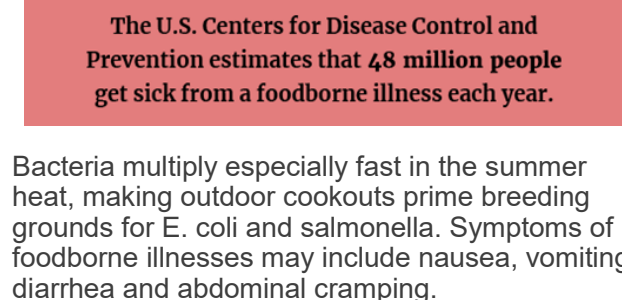 The U.S. Centers for Disease Control and
Prevention estimates that 48 million people
get sick from a foodborne illness each year.
Bacteria multiply especially fast in the summer
heat, making outdoor cookouts prime breeding
grounds for E. coli and salmonella. Symptoms of
foodborne illnesses may include nausea, vomiting
diarrhea and abdominal cramping.